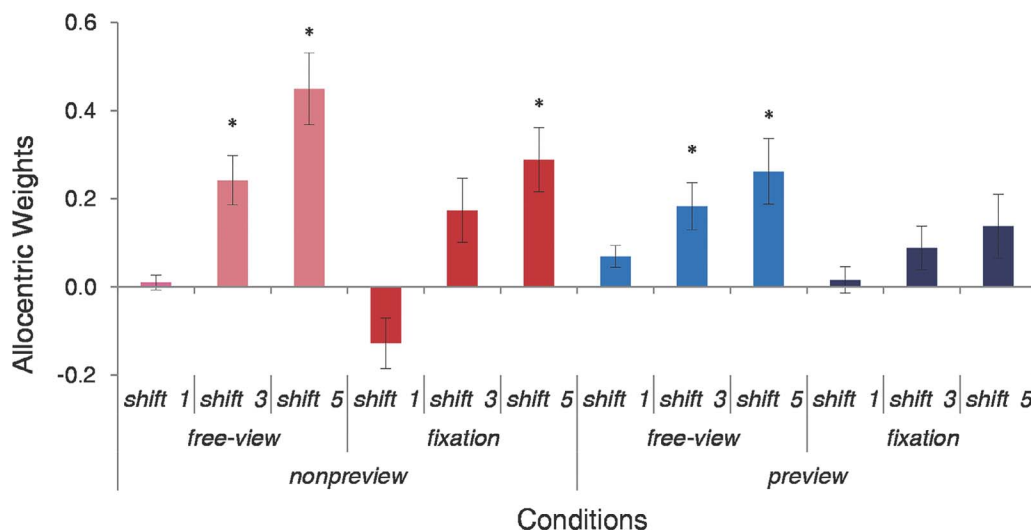 0.6
0.4
0.2
0.0
-0.2
Allocentric Weights
* * * * *
shift 1 shift 3 shift 5 shift 1 shift 3 shift 5 shift 1 shift 3 shift 5 shift 1 shift 3 shift 5
free-view fixation free-view fixation
nonpreview preview
Conditions